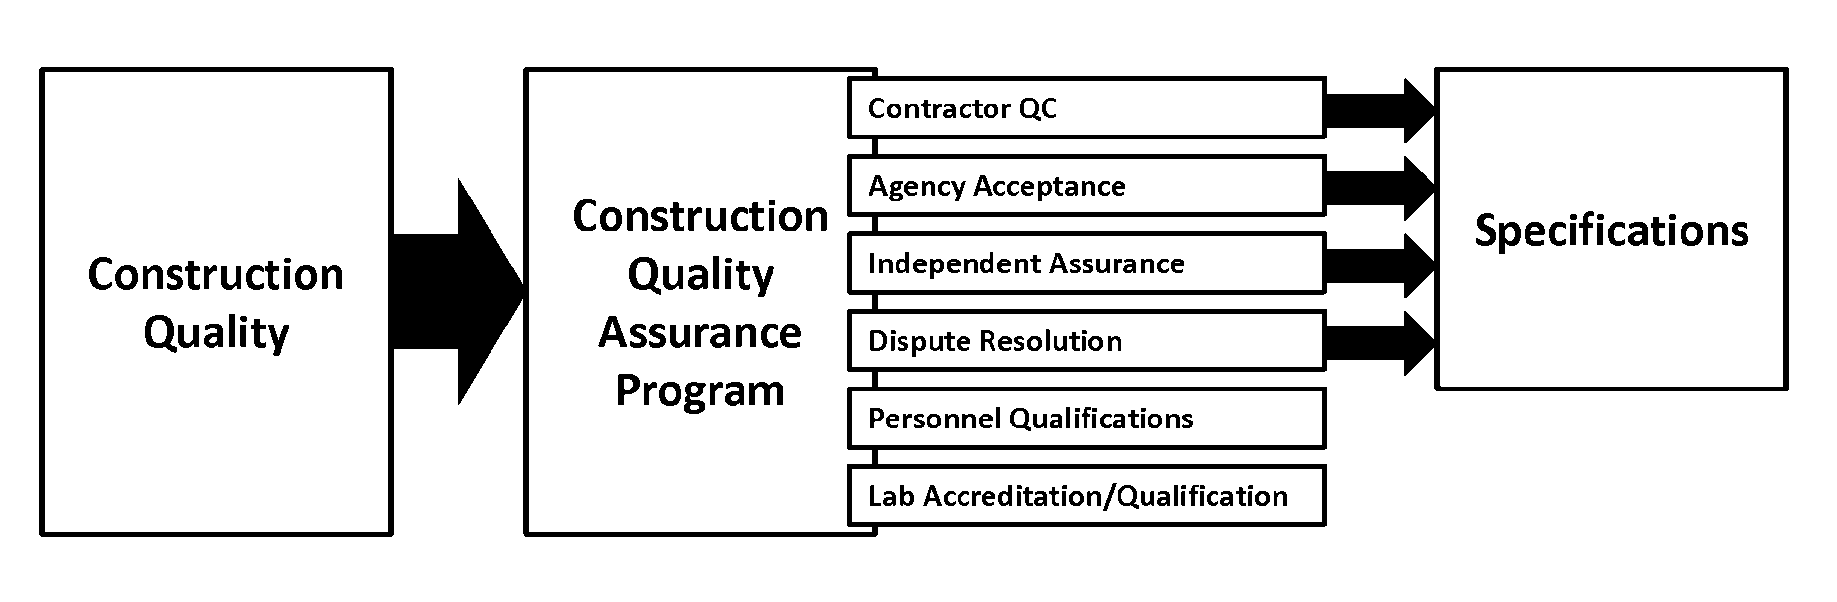 Construction
Quality
Construction
Quality
Assurance
Program
Contractor QC
Agency Acceptance
Independent Assurance
Dispute Resolution
Personnel Qualifications
Lab Accreditation/Qualification
Specifications